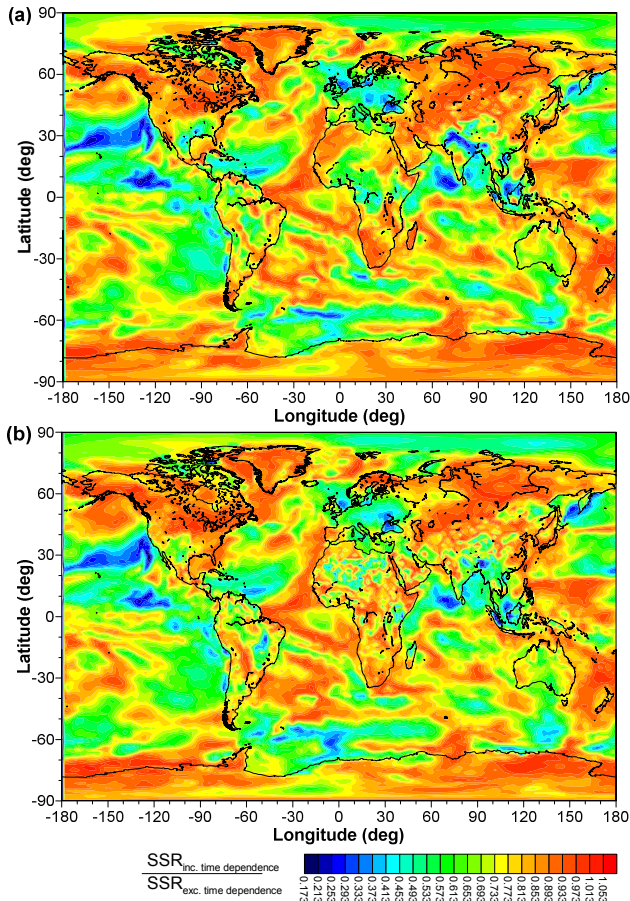 (a)
90
60
30
0
-30
-60
-90
Latitude (deg)
-180 -150 -120 -90 -60 -30 0 30 60 90 120 150 180
Longitude (deg)
(b)
90
60
30
0
-30
-60
-90
Latitude (deg)
-180 -150 -120 -90 -60 -30 0 30 60 90 120 150 180
Longitude (deg)
SSR inc. time dependence
SSR exc. time dependence
0.173 0.213 0.253 0.293 0.333 0.373 0.413 0.453 0.493 0.533 0.573 0.613 0.653 0.693 0.733 0.773 0.813 0.853 0.893 0.933 0.973 1.013 1.053